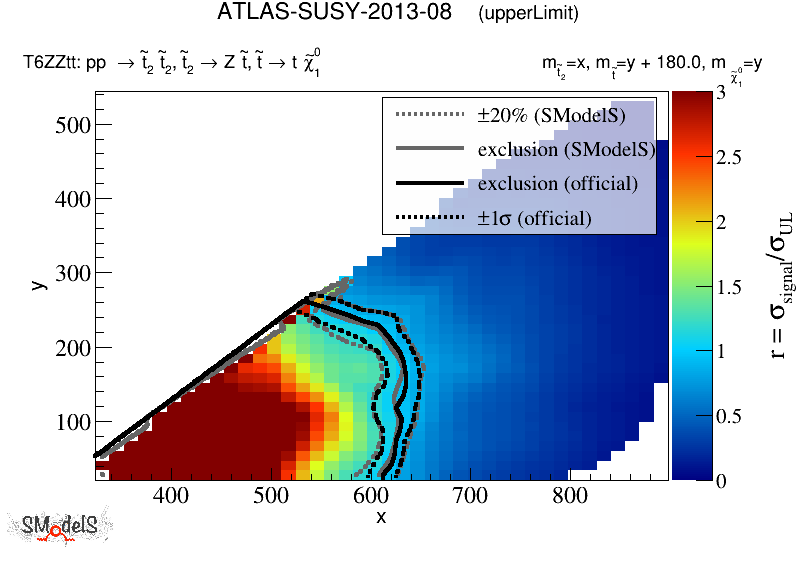 ATLAS-SUSY-2013-08 (upperLimit)
T6ZZtt: pp → t̃₂ t̃₂, t̃₂ → Z t̃, t̃ → t χ̃₁⁰
m_t̃₂=x, m_t̃=y + 180.0, m_χ̃₁⁰=y
±20% (SModelS)
exclusion (SModelS)
exclusion (official)
±1σ (official)
500
400
300
200
100
y
400 500 600 700 800
x
3
2.5
2
1.5
1
0.5
0
r = σ_signal/σ_UL
SModelS